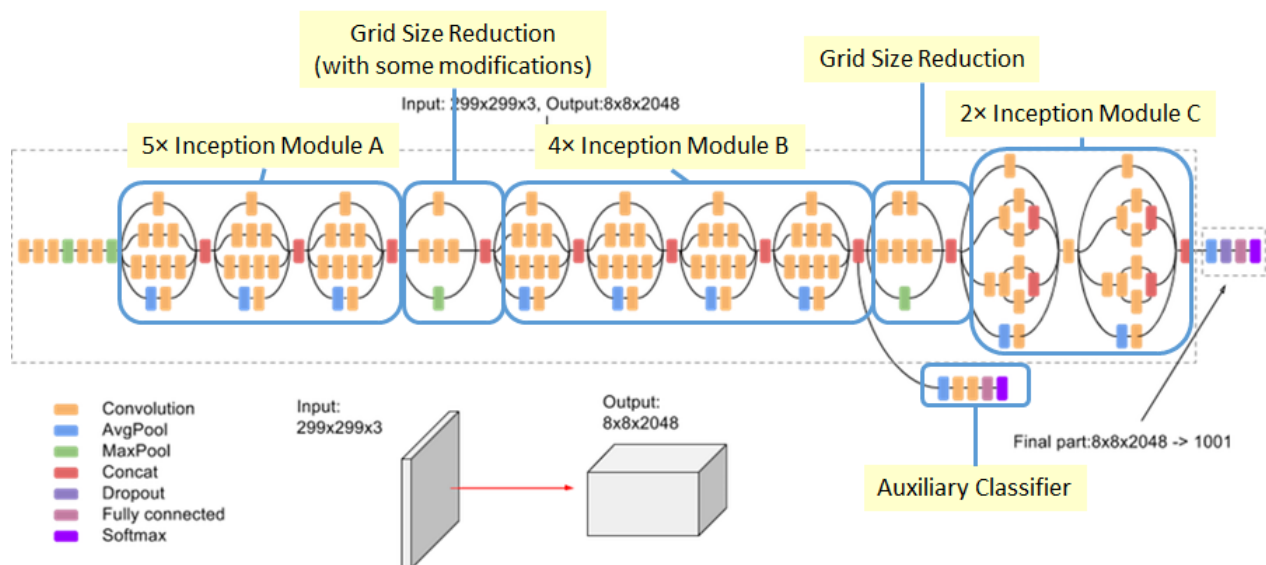 Grid Size Reduction
(with some modifications)
Grid Size Reduction
Input: 299x299x3, Output:8x8x2048
2× Inception Module C
5× Inception Module A
4× Inception Module B
Convolution
AvgPool
MaxPool
Concat
Dropout
Fully connected
Softmax
Input:
299x299x3
Output:
8x8x2048
Final part:8x8x2048 -> 1001
Auxiliary Classifier